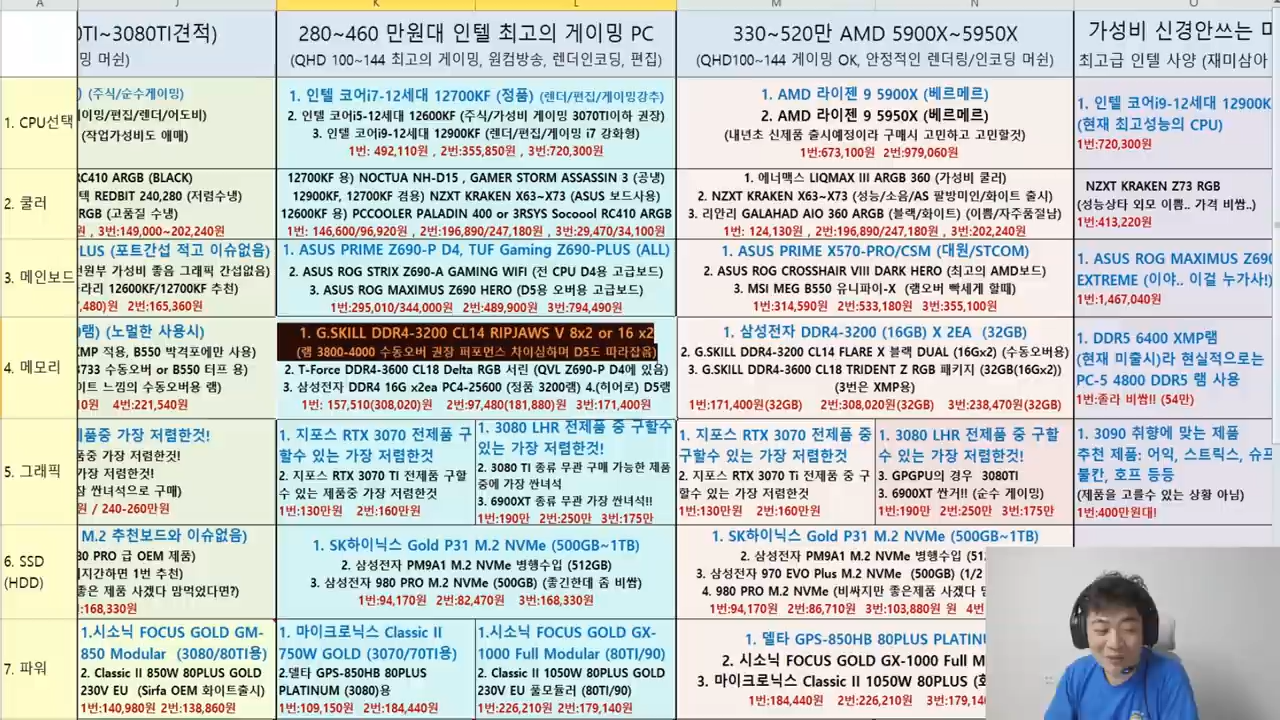 A J K L M N O
0TI~3080TI견적) 280~460 만원대 인텔 최고의 게이밍 PC 330~520만 AMD 5900X~5950X 가성비 신경안쓰는
밍 머쉰) (QHD 100~144 최고의 게이밍, 원컴방송, 렌더인코딩, 편집) (QHD100~144 게이밍 OK, 안정적인 렌더링/인코딩 머쉰) 최고급 인텔 사양 (재미삼아
1. CPU선택
) (주식/순수게이밍)
이밍/편집/렌더/어도비)
(작업가성비도 애매)
1. 인텔 코어i7-12세대 12700KF (정품) (렌더/편집/게이밍강추)
2. 인텔 코어i5-12세대 12600KF (주식/가성비 게이밍 3070TI이하 권장)
3. 인텔 코어i9-12세대 12900KF (렌더/편집/게이밍 i7 강화형)
1번: 492,110원 , 2번:355,850원 , 3번:720,300원
1. AMD 라이젠 9 5900X (베르메르)
2. AMD 라이젠 9 5950X (베르메르)
(내년초 신제품 출시예정이라 구매시 고민하고 고민할것)
1번:673,100원 2번:979,060원
1. 인텔 코어i9-12세대 12900K
(현재 최고성능의 CPU)
1번:720,300원
2. 쿨러
RC410 ARGB (BLACK)
텍 REDBIT 240,280 (저렴수냉)
RGB (고품질 수냉)
원 , 3번:149,000~202,240원
12700KF 용) NOCTUA NH-D15 , GAMER STORM ASSASSIN 3 (공냉)
12900KF, 12700KF 겸용) NZXT KRAKEN X63~X73 (ASUS 보드사용)
12600KF 용) PCCOOLER PALADIN 400 or 3RSYS Socoool RC410 ARGB
1번: 146,600/96,920원 , 2번:196,890/247,180원 , 3번:29,470/34,100원
1. 에너맥스 LIQMAX III ARGB 360 (가성비 쿨러)
2. NZXT KRAKEN X63~X73 (성능/소음/AS 팔방미인/화이트 출시)
3. 리안리 GALAHAD AIO 360 ARGB (블랙/화이트) (이쁨/자주품절남)
1번: 124,130원 , 2번:196,890/247,180원 , 3번:202,240원
NZXT KRAKEN Z73 RGB
(성능상타 외모 이쁨.. 가격 비쌈..)
1번:413,220원
3. 메인보드
PLUS (포트간섭 적고 이슈없음)
전원부 가성비 좋음 그래픽 간섭없음)
라리 12600KF/12700KF 추천)
,480원) 2번:165,360원
1. ASUS PRIME Z690-P D4, TUF Gaming Z690-PLUS (ALL)
2. ASUS ROG STRIX Z690-A GAMING WIFI (전 CPU D4용 고급보드)
3. ASUS ROG MAXIMUS Z690 HERO (D5용 오버용 고급보드)
1번:295,010/344,000원 2번:489,900원 3번:794,490원
1. ASUS PRIME X570-PRO/CSM (대원/STCOM)
2. ASUS ROG CROSSHAIR VIII DARK HERO (최고의 AMD보드)
3. MSI MEG B550 유니파이-X (램오버 빡세게 할때)
1번:314,590원 2번:533,180원 3번:355,100원
1. ASUS ROG MAXIMUS Z690
EXTREME (이야.. 이걸 누가사!)
1번:1,467,040원
4. 메모리
0램) (노멀한 사용시)
XMP 적용, B550 박격포에만 사용)
3733 수동오버 or B550 터프 용)
이트 느낌의 수동오버용 램)
10원 4번:221,540원
1. G.SKILL DDR4-3200 CL14 RIPJAWS V 8x2 or 16 x2
(램 3800-4000 수동오버 권장 퍼포먼스 차이심하며 D5도 따라잡음)
2. T-Force DDR4-3600 CL18 Delta RGB 서린 (QVL Z690-P D4에 있음)
3. 삼성전자 DDR4 16G x2ea PC4-25600 (정품 3200램) 4.(허어로) D5램
1번: 157,510(308,020)원 2번:97,480(181,880)원 3번:171,400원
1. 삼성전자 DDR4-3200 (16GB) X 2EA (32GB)
2. G.SKILL DDR4-3200 CL14 FLARE X 블랙 DUAL (16Gx2) (수동오버용)
3. G.SKILL DDR4-3600 CL18 TRIDENT Z RGB 패키지 (32GB(16Gx2))
(3번은 XMP용)
1번:171,400원(32GB) 2번:308,020원(32GB) 3번:238,470원(32GB)
1. DDR5 6400 XMP램
(현재 미출시)라 현실적으로는
PC-5 4800 DDR5 램 사용
1번:졸라 비쌈!! (54만)
5. 그래픽
제품중 가장 저렴한것!
중 가장 저렴한것!
가장 저렴한것!
장 싼녀석으로 구매)
원 / 240-260만원
1. 지포스 RTX 3070 전제품 구
할수 있는 가장 저렴한것
2. 지포스 RTX 3070 TI 전제품 구할
수 있는 제품중 가장 저렴한것
1번:130만원 2번:160만원
1. 3080 LHR 전제품 중 구할수
있는 가장 저렴한것
2. 3080 TI 종류 무관 구매 가능한 제품
중에 가장 싼녀석
3. 6900XT 종류 무관 가장 싼녀석!!
1번:190만 2번:250만 3번:175만
1. 지포스 RTX 3070 전제품 중
구할수 있는 가장 저렴한것
2. 지포스 RTX 3070 Ti 전제품 중 구
할수 있는 제품중 가장 저렴한것
1번:130만원 2번:160만원
1. 3080 LHR 전제품 중 구할
수 있는 가장 저렴한것
2. GPGPU의 경우 3080TI
3. 6900XT 싼거!! (순수 게이밍)
1번:190만 2번:250만 3번:175만
1. 3090 취향에 맞는 제품
추천 제품: 어익, 스트릭스, 슈프
불칸, 호프 등등
(제품을 고를수 있는 상황 아님)
1번:400만원대!
6. SSD
(HDD)
M.2 추천보드와 이슈없음)
80 PRO 급 OEM 제품)
지간하면 1번 추천)
좋은 제품 사겠다 맘먹었다면?)
:168,330원
1. SK하이닉스 Gold P31 M.2 NVMe (500GB~1TB)
2. 삼성전자 PM9A1 M.2 NVMe 병행수입 (512GB)
3. 삼성전자 980 PRO M.2 NVMe (500GB) (좋긴한데 좀 비쌈)
1번:94,170원 2번:82,470원 3번:168,330원
1. SK하이닉스 Gold P31 M.2 NVMe (500GB~1TB)
2. 삼성전자 PM9A1 M.2 NVMe 병행수입 (512
3. 삼성전자 970 EVO Plus M.2 NVMe (500GB) (1/2
4. 980 PRO M.2 NVMe (비싸지만 좋은제품 사겠다
1번:94,170원 2번:86,710원 3번:103,880원 원 4번
7. 파워
1.시소닉 FOCUS GOLD GM-
850 Modular (3080/80TI용)
2. Classic II 850W 80PLUS GOLD
230V EU (Sirfa OEM 화이트출시)
1번:140,980원 2번:138,860원
1. 마이크로닉스 Classic II
750W GOLD (3070/70TI용)
2.델타 GPS-850HB 80PLUS
PLATINUM (3080)용
1번:109,150원 2번:184,440원
1.시소닉 FOCUS GOLD GX-
1000 Full Modular (80TI/90)
2. Classic II 1050W 80PLUS GOLD
230V EU 풀모듈러 (80TI/90)
1번:226,210원 2번:179,140원
1. 델타 GPS-850HB 80PLUS PLATINU
2. 시소닉 FOCUS GOLD GX-1000 Full M
3. 마이크로닉스 Classic II 1050W 80PLUS
1번:184,440원 2번:226,210원 3번:179,140